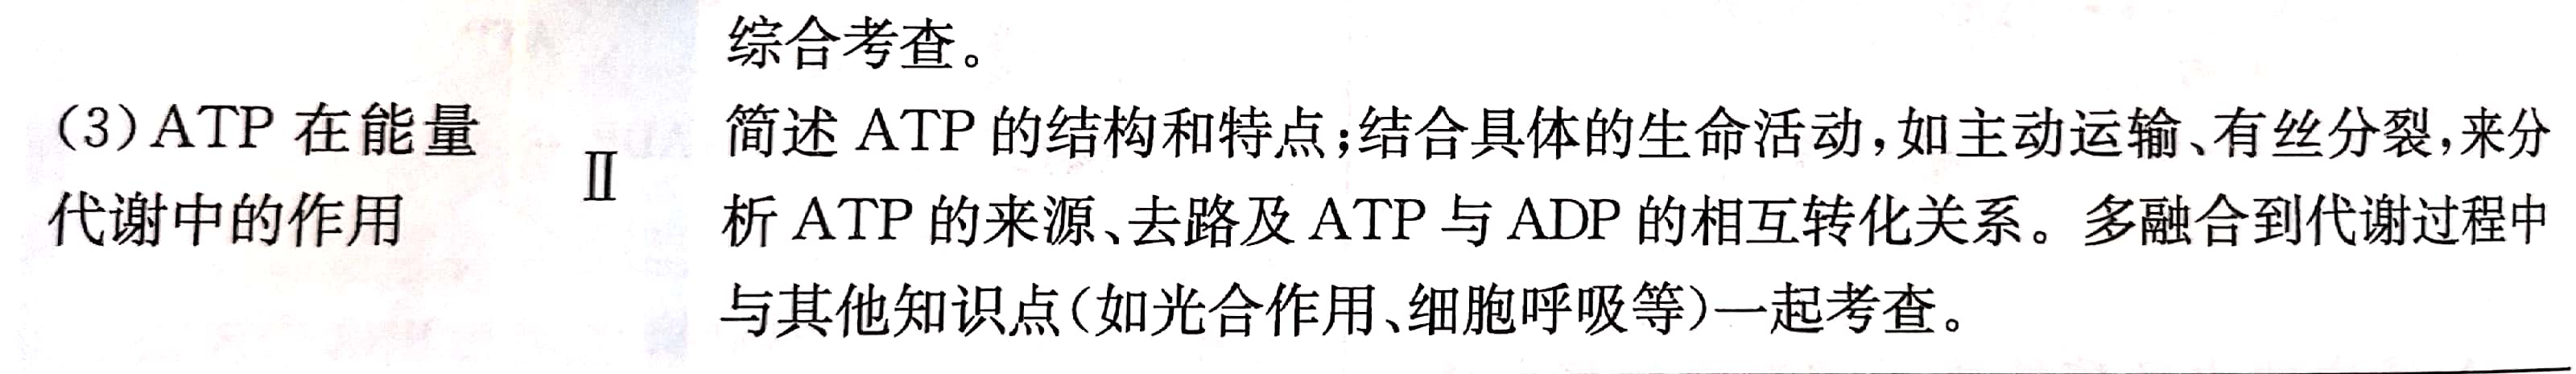 综合考查。
(3)ATP 在能量
代谢中的作用
Ⅱ
简述 ATP 的结构和特点;结合具体的生命活动,如主动运输、有丝分裂,来分
析 ATP 的来源、去路及 ATP 与 ADP 的相互转化关系。多融合到代谢过程中
与其他知识点(如光合作用、细胞呼吸等)一起考查。